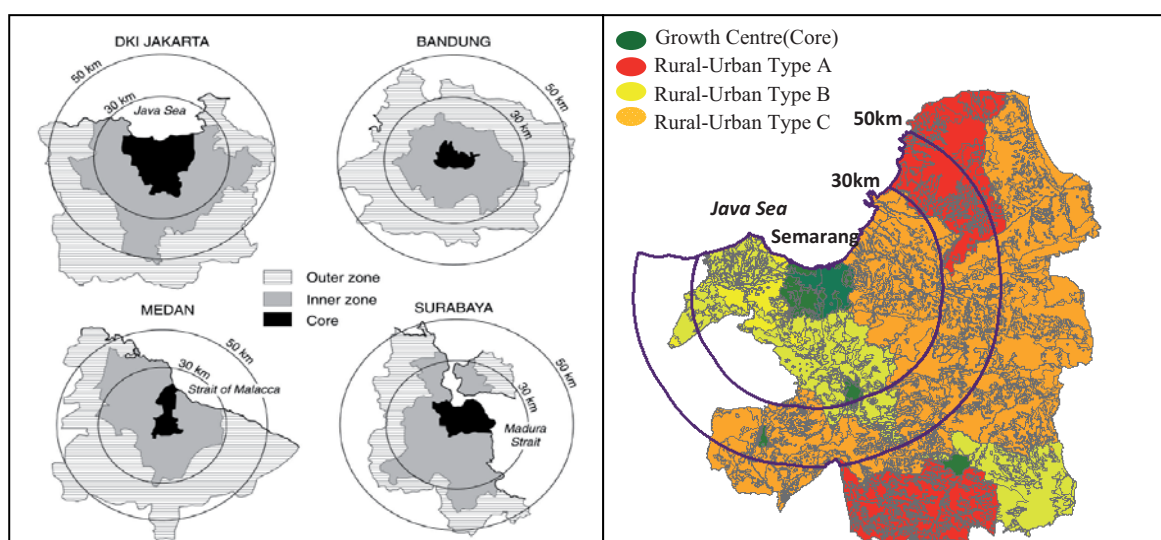 DKI JAKARTA
50 km
30 km
Java Sea
BANDUNG
50 km
30 km
Outer zone
Inner zone
Core
MEDAN
50 km
30 km
Strait of Malacca
SURABAYA
50 km
30 km
Madura
Strait
Growth Centre(Core)
Rural-Urban Type A
Rural-Urban Type B
Rural-Urban Type C
50km
30km
Java Sea
Semarang